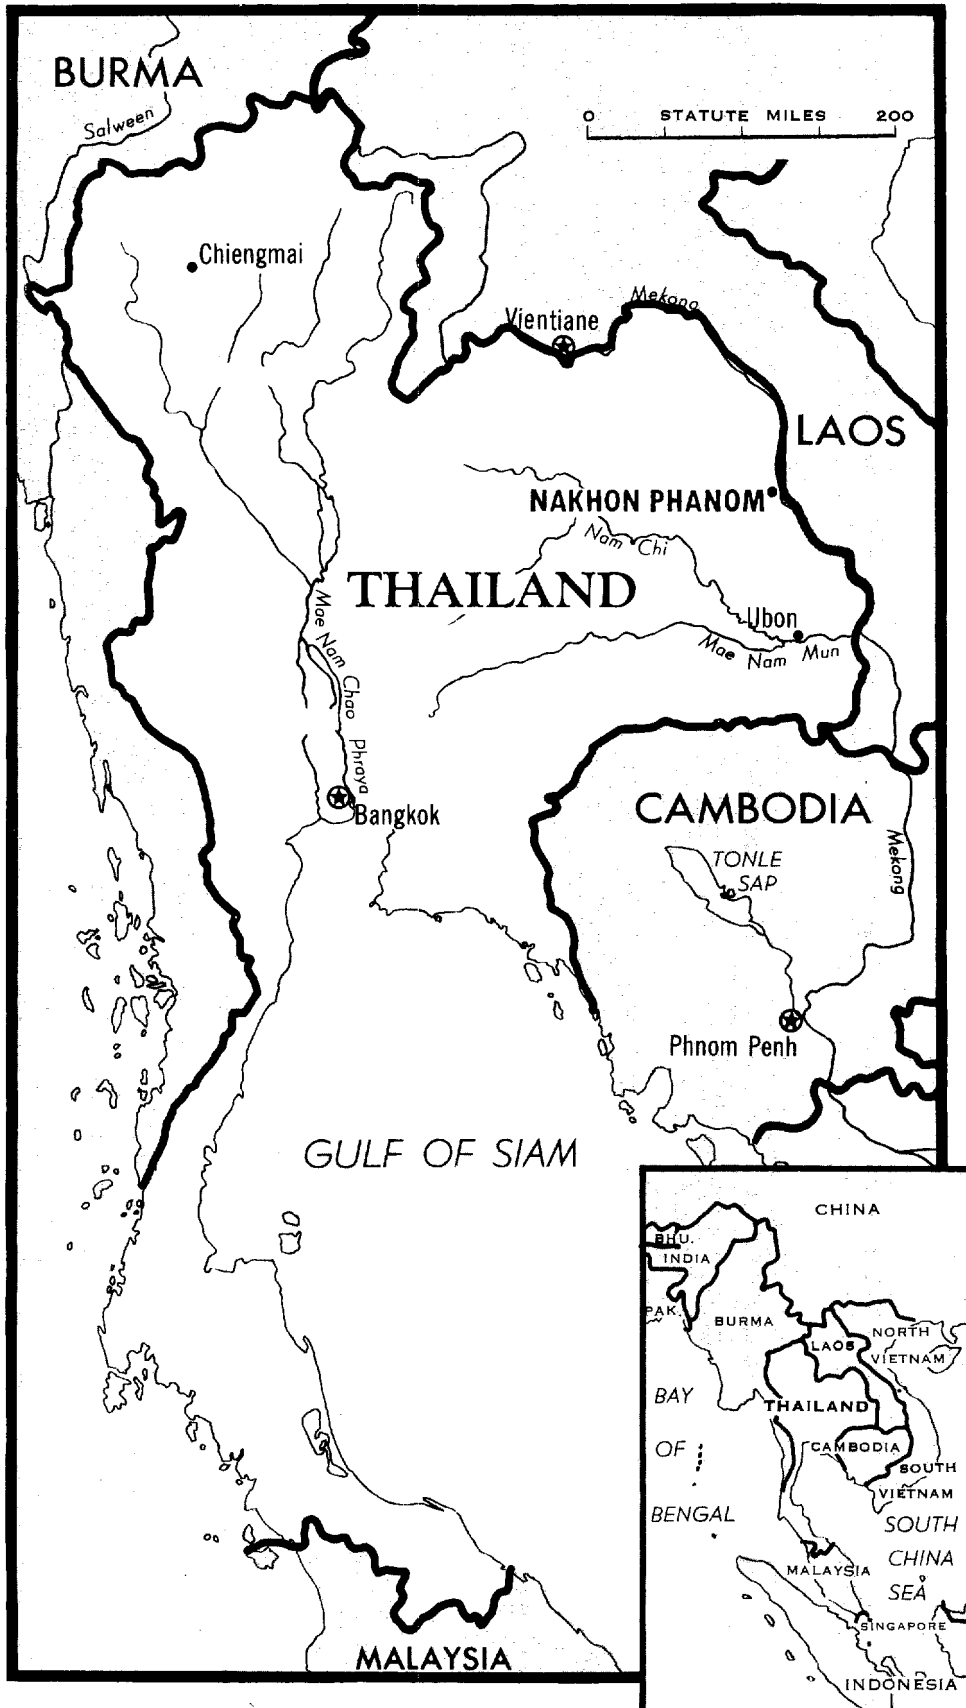 BURMA
Salween
0 STATUTE MILES 200
Chiengmai
Mekong
Vientiane
LAOS
NAKHON PHANOM
Nam Chi
THAILAND
Ubon
Mae Nam Mun
Mae Nam Chao Phraya
Bangkok
CAMBODIA
Mekong
TONLE
SAP
Phnom Penh
GULF OF SIAM
MALAYSIA
CHINA
BHU.
INDIA
PAK.
BURMA
NORTH
VIETNAM
LAOS
BAY
OF
BENGAL
THAILAND
CAMBODIA
SOUTH
VIETNAM
SOUTH
CHINA
SEA
MALAYSIA
SINGAPORE
INDONESIA